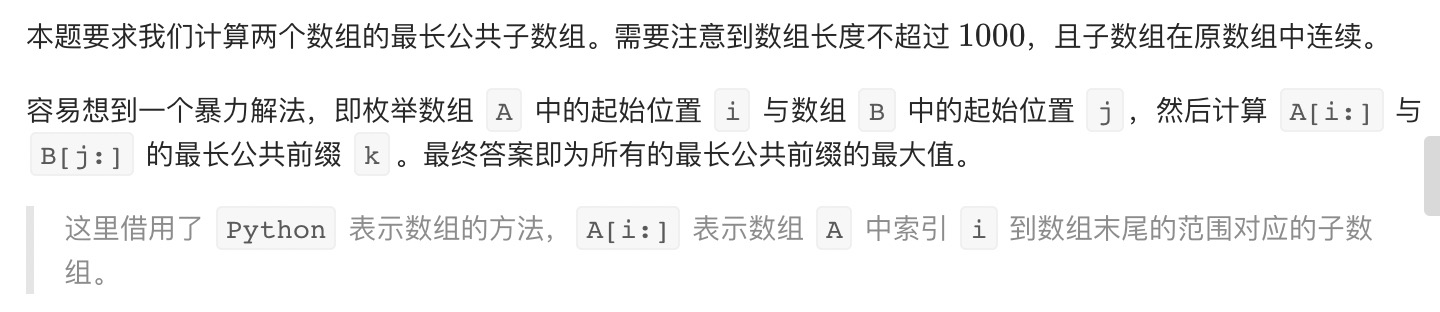 本题要求我们计算两个数组的最长公共子数组。需要注意到数组长度不超过 1000，且子数组在原数组中连续。
容易想到一个暴力解法，即枚举数组 A 中的起始位置 i 与数组 B 中的起始位置 j，然后计算 A[i:] 与
B[j:] 的最长公共前缀 k。最终答案即为所有的最长公共前缀的最大值。
这里借用了 Python 表示数组的方法，A[i:] 表示数组 A 中索引 i 到数组末尾的范围对应的子数
组。